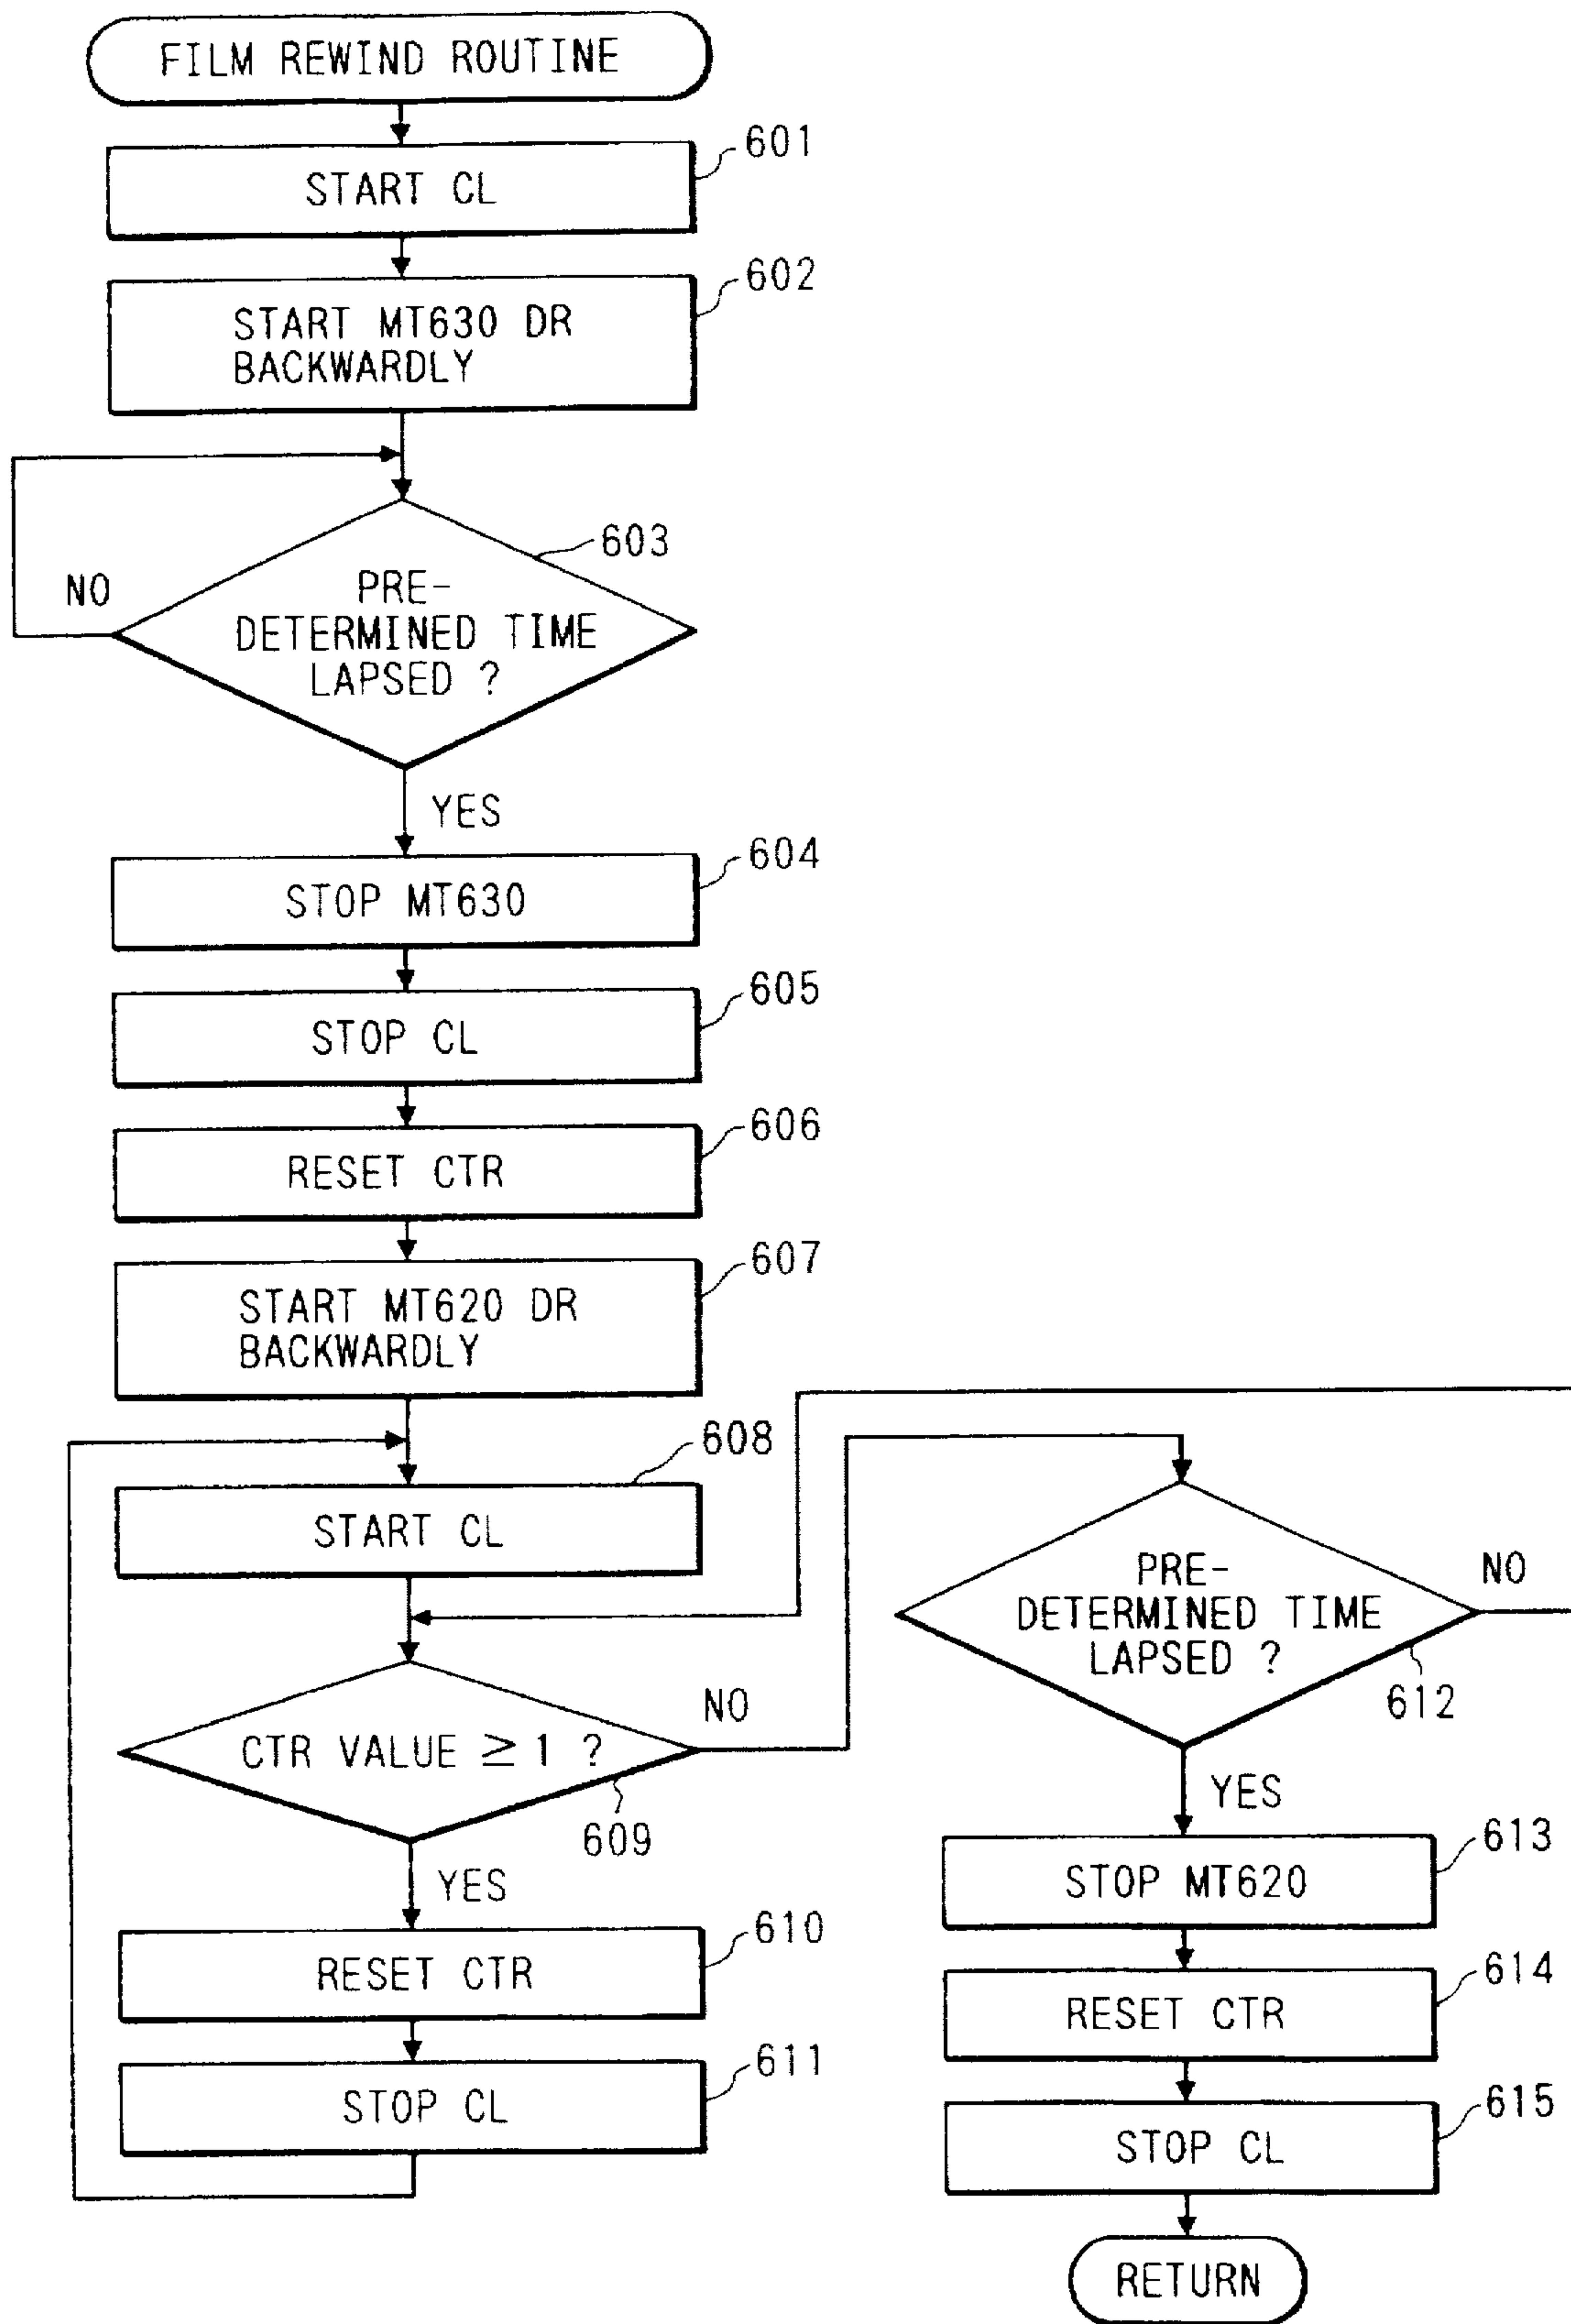 FILM REWIND ROUTINE
601
START CL
602
START MT630 DR
BACKWARDLY
603
NO
PRE-
DETERMINED TIME
LAPSED ?
YES
604
STOP MT630
605
STOP CL
606
RESET CTR
607
START MT620 DR
BACKWARDLY
608
START CL
CTR VALUE ≥ 1 ?
NO
609
YES
610
RESET CTR
611
STOP CL
PRE-
DETERMINED TIME
LAPSED ?
NO
612
YES
613
STOP MT620
614
RESET CTR
615
STOP CL
RETURN